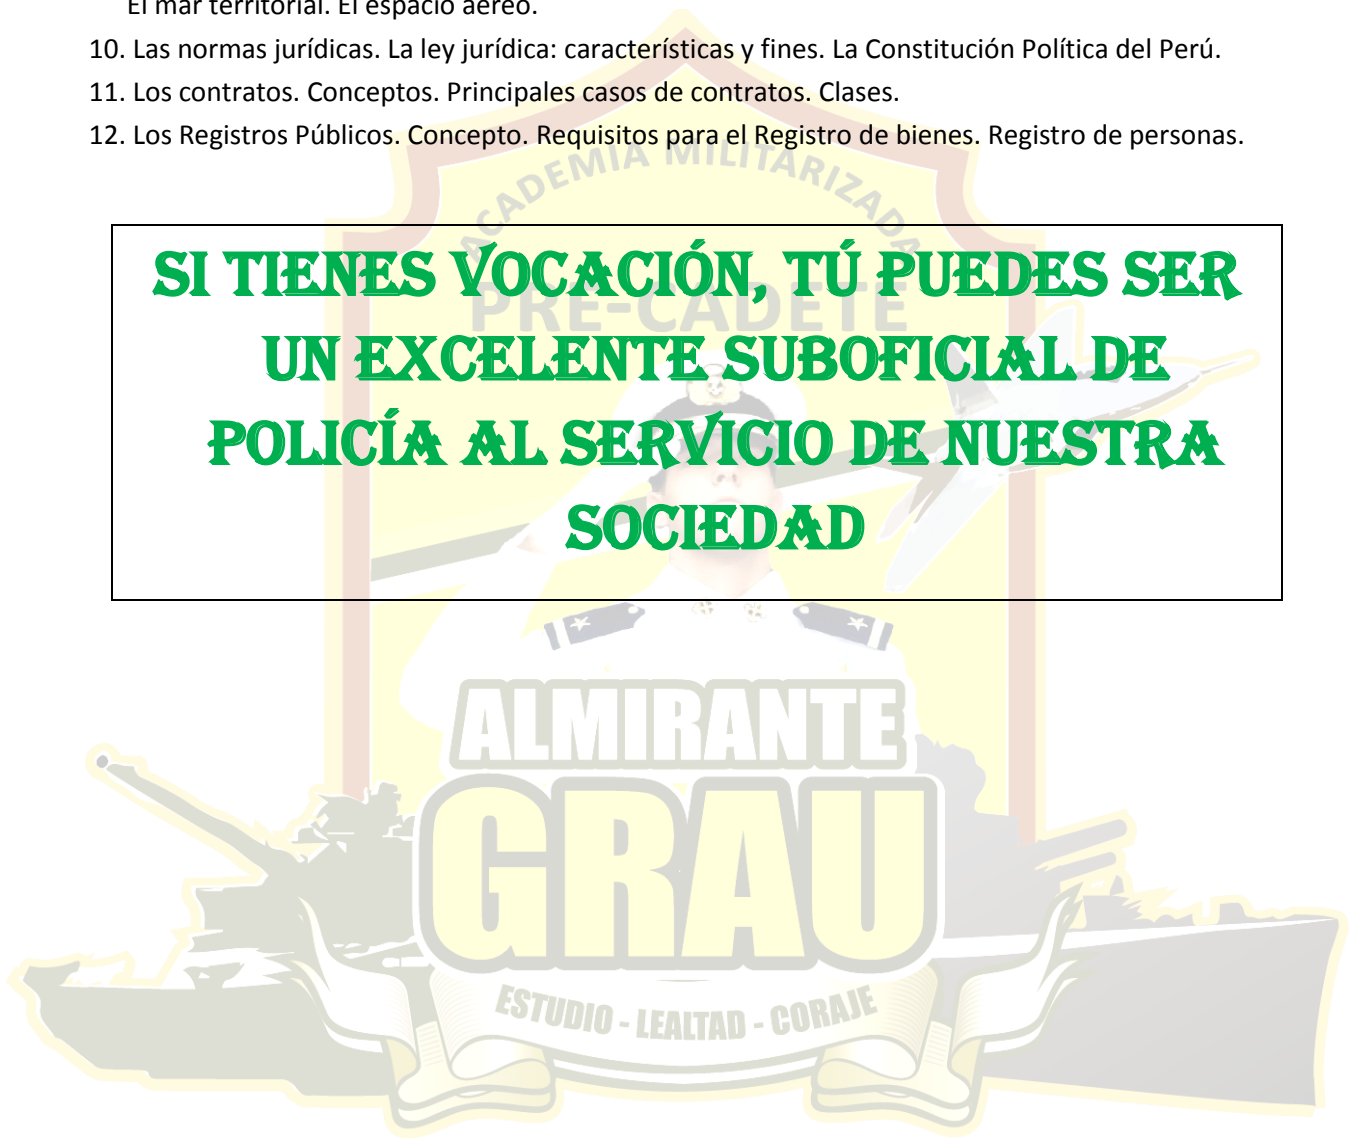 El mar territorial. El espacio aéreo.
10. Las normas jurídicas. La ley jurídica: características y fines. La Constitución Política del Perú.
11. Los contratos. Conceptos. Principales casos de contratos. Clases.
12. Los Registros Públicos. Concepto. Requisitos para el Registro de bienes. Registro de personas.
ACADEMIA MILITARIZADA
PRE-CADETE
SI TIENES VOCACIÓN, TÚ PUEDES SER
UN EXCELENTE SUBOFICIAL DE
POLICÍA AL SERVICIO DE NUESTRA
SOCIEDAD
ALMIRANTE
GRAU
ESTUDIO - LEALTAD - CORAJE